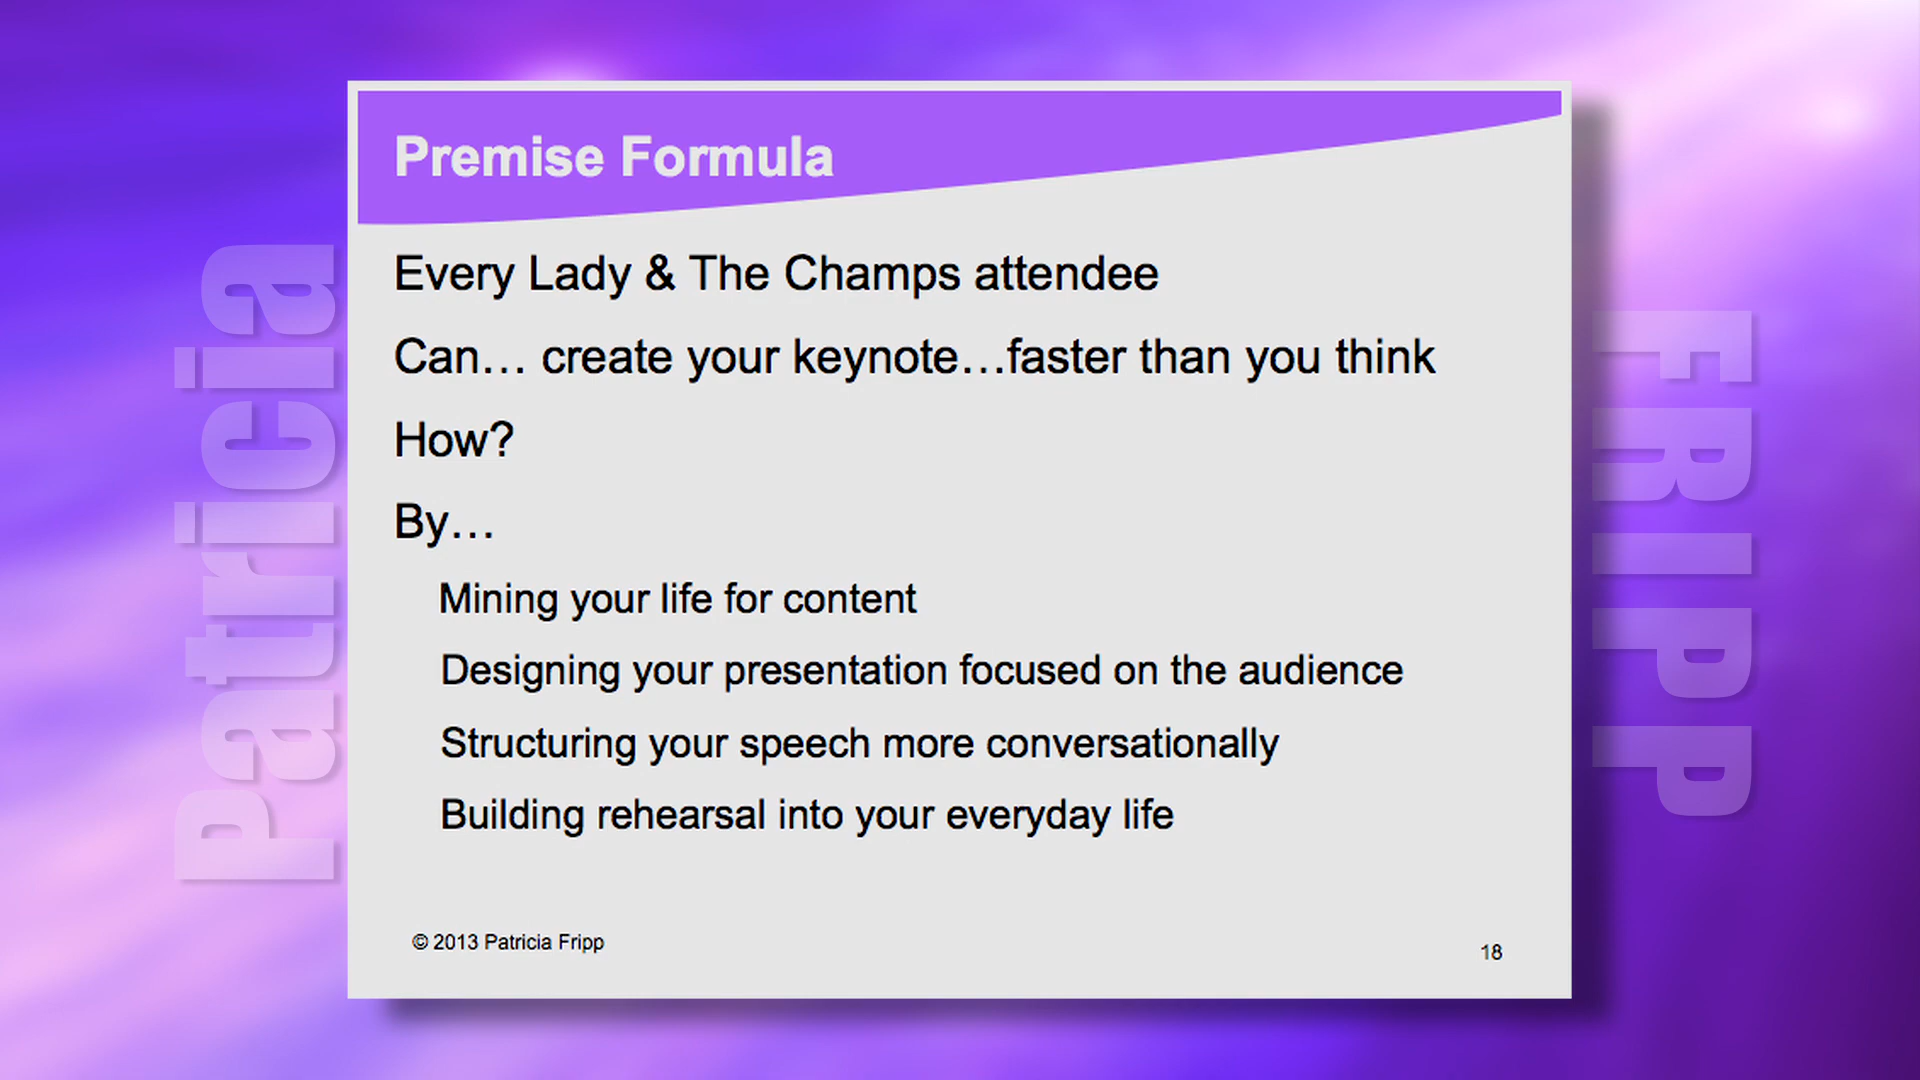 Premise Formula
Every Lady & The Champs attendee
Can… create your keynote…faster than you think
How?
By…
Mining your life for content
Designing your presentation focused on the audience
Structuring your speech more conversationally
Building rehearsal into your everyday life
© 2013 Patricia Fripp
18
Patricia
FRIPP